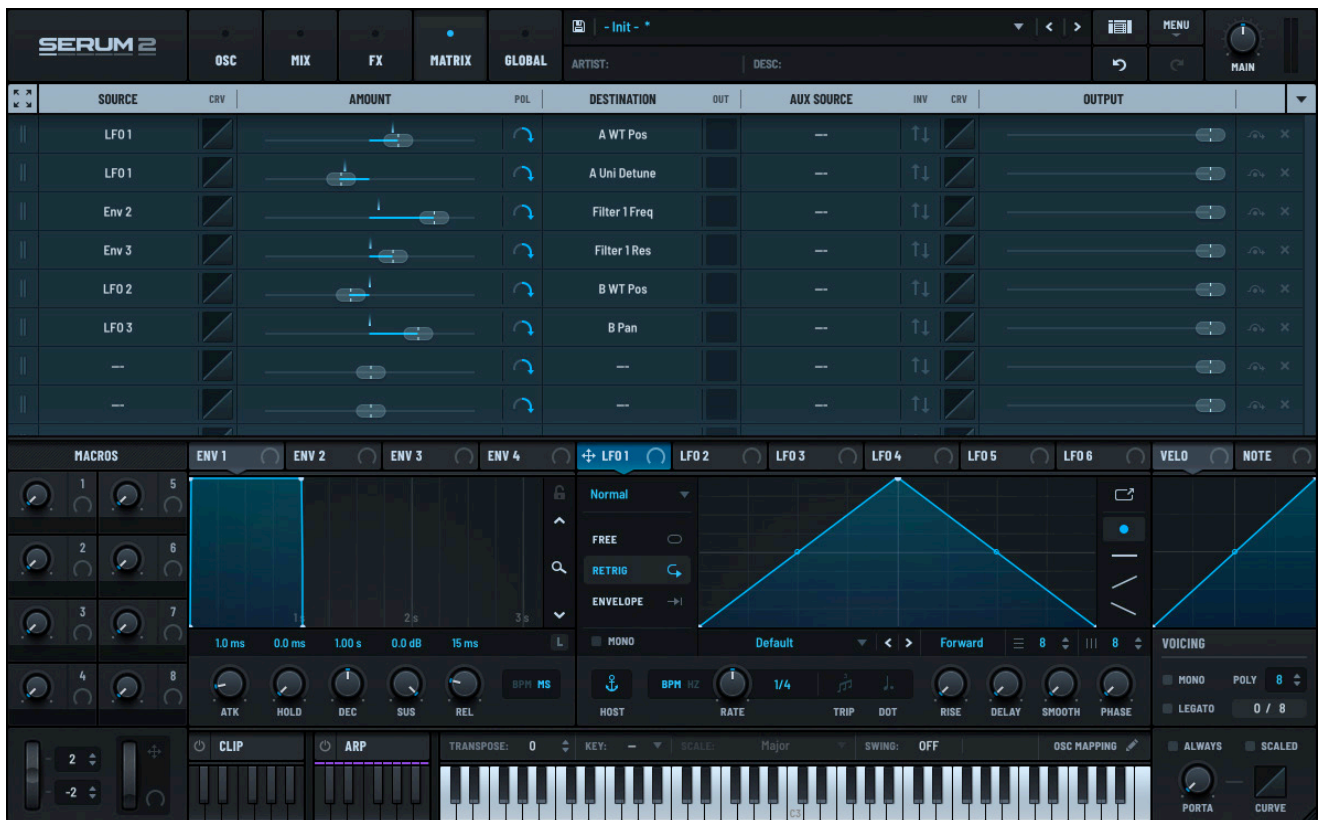 SERUM 2
OSC MIX FX MATRIX GLOBAL
- Init - *
MENU
ARTIST: DESC:
MAIN
SOURCE CRV AMOUNT POL DESTINATION OUT AUX SOURCE INV CRV OUTPUT
LFO 1 A WT Pos ---
LFO 1 A Uni Detune ---
Env 2 Filter 1 Freq ---
Env 3 Filter 1 Res ---
LFO 2 B WT Pos ---
LFO 3 B Pan ---
--- --- ---
--- --- ---
MACROS ENV 1 ENV 2 ENV 3 ENV 4 LFO 1 LFO 2 LFO 3 LFO 4 LFO 5 LFO 6 VELO NOTE
1 5
2 6
3 7
4 8
1 s 2 s 3 s
1.0 ms 0.0 ms 1.00 s 0.0 dB 15 ms L
BPM MS
ATK HOLD DEC SUS REL
Normal
FREE
RETRIG
ENVELOPE
MONO Default Forward 8 8
BPM HZ 1/4
HOST RATE TRIP DOT RISE DELAY SMOOTH PHASE
VOICING
MONO POLY 8
LEGATO 0 / 8
2
-2
CLIP ARP TRANSPOSE: 0 KEY: – SCALE: Major SWING: OFF OSC MAPPING
C3
ALWAYS SCALED
PORTA CURVE